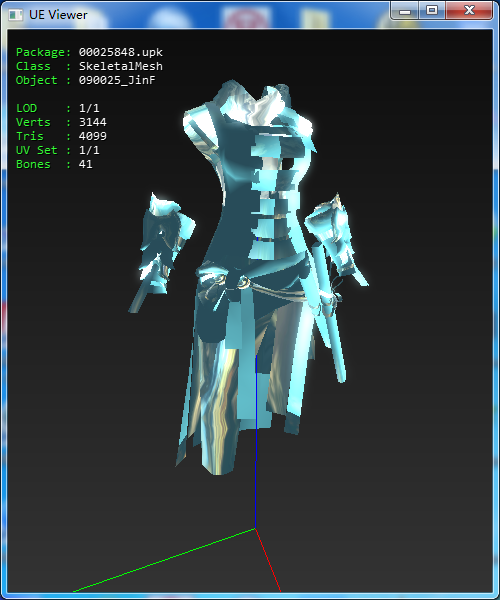 UE Viewer
Package: 00025848.upk
Class : SkeletalMesh
Object : 090025_JinF
LOD : 1/1
Verts : 3144
Tris : 4099
UV Set : 1/1
Bones : 41